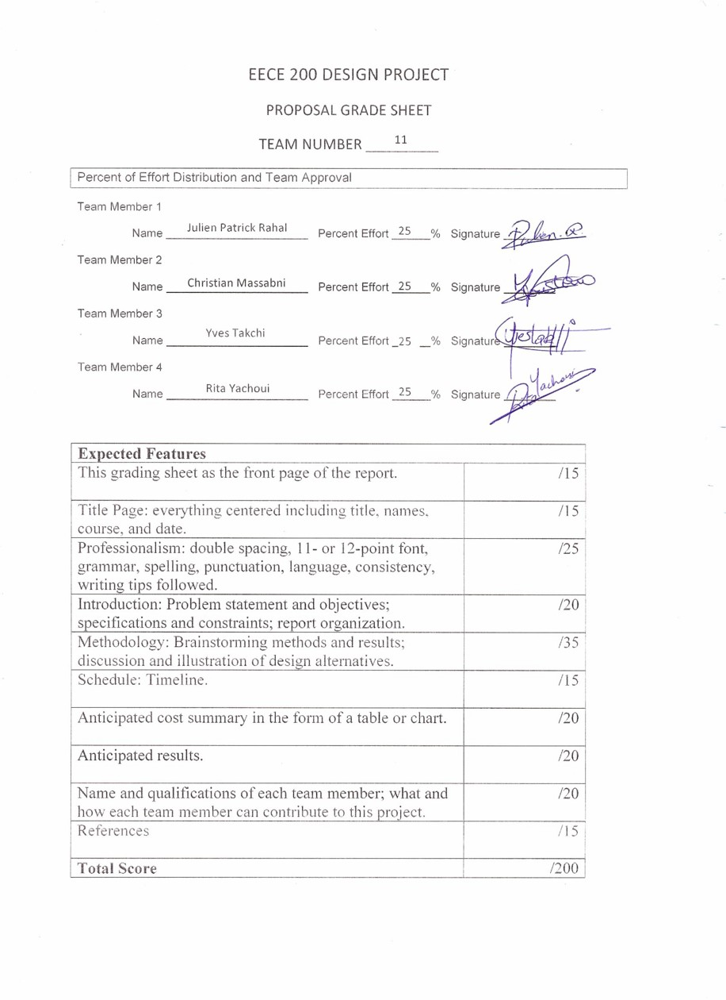 EECE 200 DESIGN PROJECT
PROPOSAL GRADE SHEET
TEAM NUMBER 11
Percent of Effort Distribution and Team Approval
Team Member 1
Name Julien Patrick Rahal Percent Effort 25 % Signature
Team Member 2
Name Christian Massabni Percent Effort 25 % Signature
Team Member 3
Name Yves Takchi Percent Effort 25 % Signature
Team Member 4
Name Rita Yachoui Percent Effort 25 % Signature
Expected Features
This grading sheet as the front page of the report. /15
Title Page: everything centered including title, names, /15
course, and date.
Professionalism: double spacing, 11- or 12-point font, /25
grammar, spelling, punctuation, language, consistency,
writing tips followed.
Introduction: Problem statement and objectives; /20
specifications and constraints; report organization.
Methodology: Brainstorming methods and results; /35
discussion and illustration of design alternatives.
Schedule: Timeline. /15
Anticipated cost summary in the form of a table or chart. /20
Anticipated results. /20
Name and qualifications of each team member; what and /20
how each team member can contribute to this project.
References /15
Total Score /200